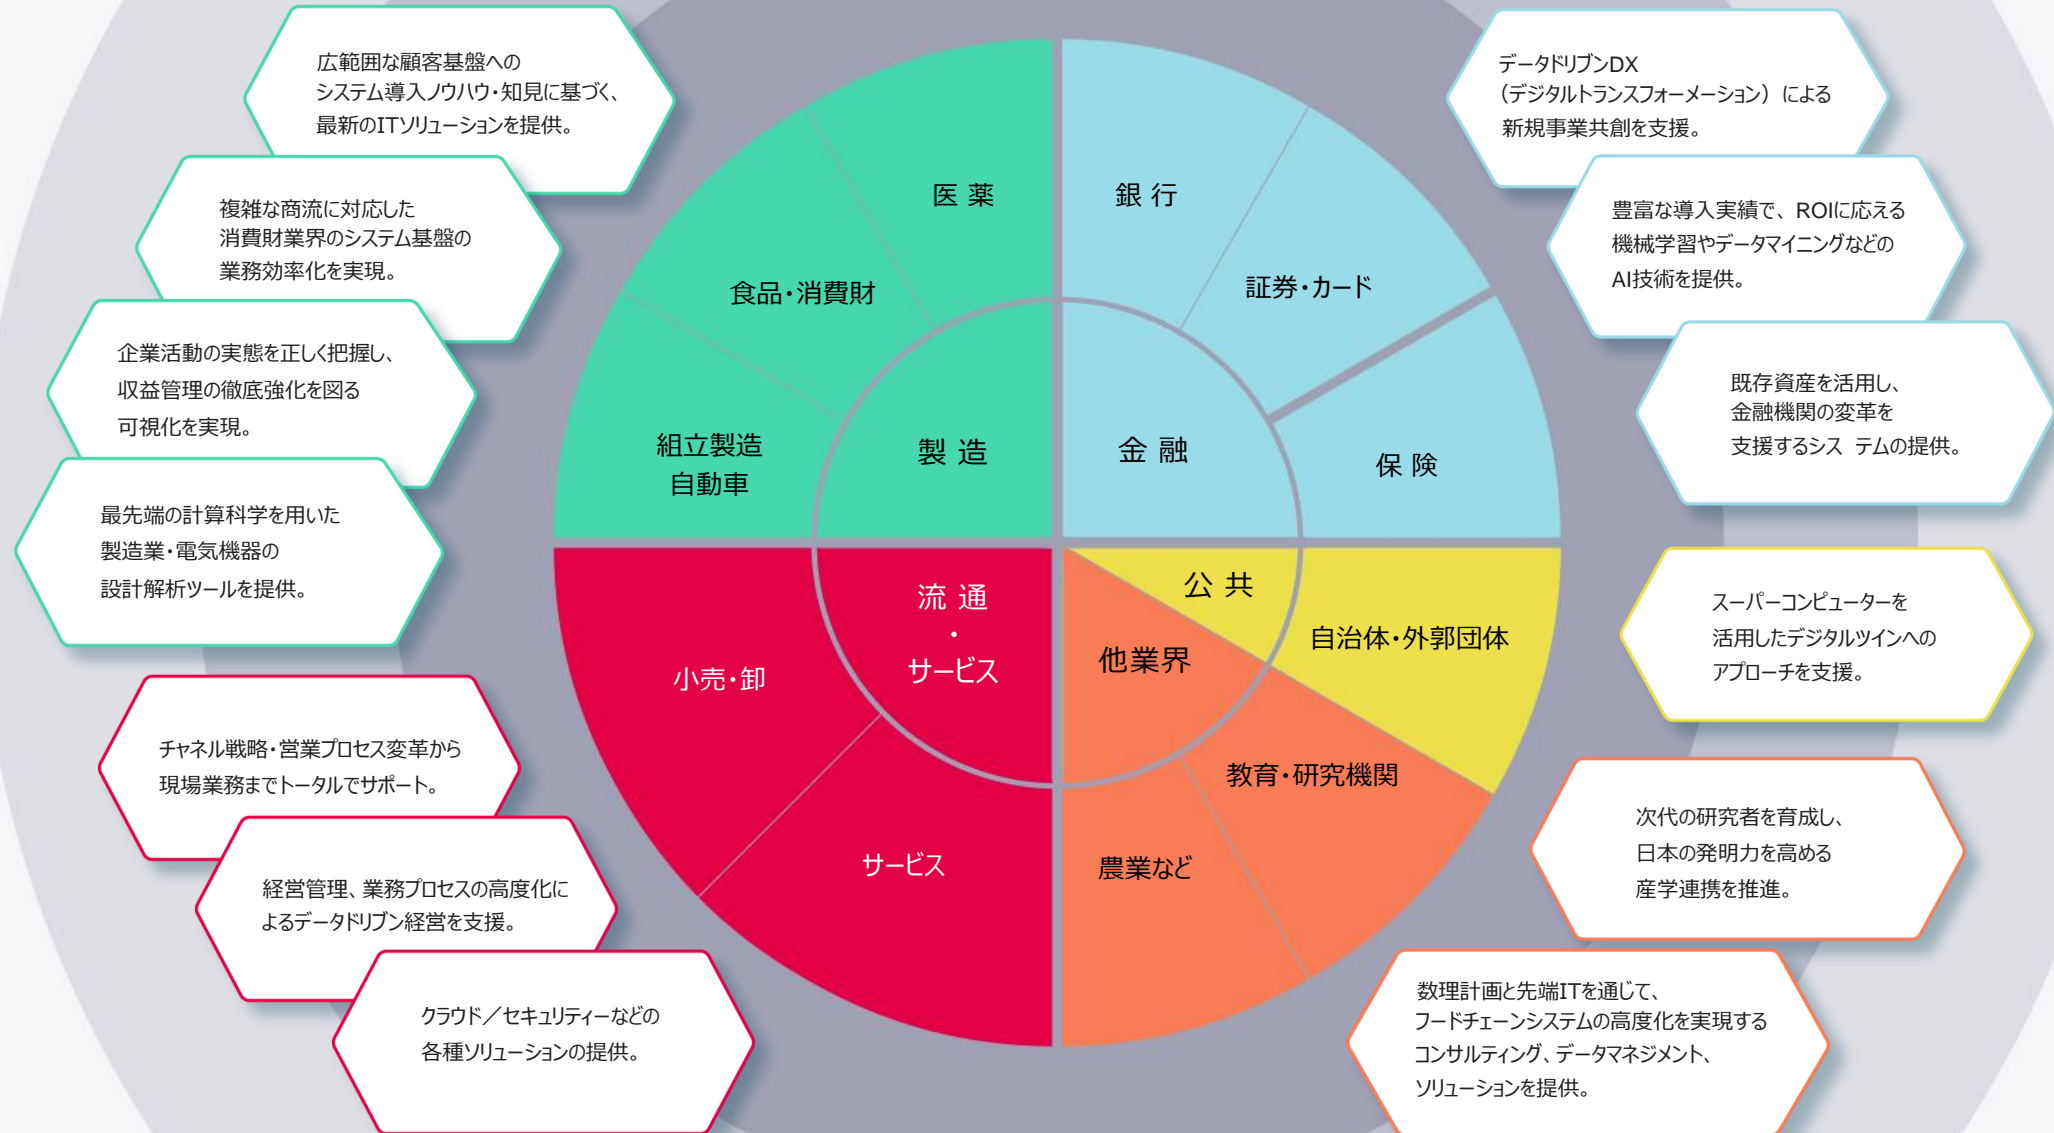 広範囲な顧客基盤への
システム導入ノウハウ・知見に基づく、
最新のITソリューションを提供。
複雑な商流に対応した
消費財業界のシステム基盤の
業務効率化を実現。
企業活動の実態を正しく把握し、
収益管理の徹底強化を図る
可視化を実現。
最先端の計算科学を用いた
製造業・電気機器の
設計解析ツールを提供。
チャネル戦略・営業プロセス変革から
現場業務までトータルでサポート。
経営管理、業務プロセスの高度化に
よるデータドリブン経営を支援。
クラウド／セキュリティーなどの
各種ソリューションの提供。
医 薬
食品・消費財
組立製造
自動車
製 造
銀 行
証券・カード
保 険
金 融
流 通
・
サービス
小売・卸
サービス
公 共
自治体・外郭団体
他業界
教育・研究機関
農業など
データドリブンDX
（デジタルトランスフォーメーション）による
新規事業共創を支援。
豊富な導入実績で、ROIに応える
機械学習やデータマイニングなどの
AI技術を提供。
既存資産を活用し、
金融機関の変革を
支援するシス テムの提供。
スーパーコンピューターを
活用したデジタルツインへの
アプローチを支援。
次代の研究者を育成し、
日本の発明力を高める
産学連携を推進。
数理計画と先端ITを通じて、
フードチェーンシステムの高度化を実現する
コンサルティング、データマネジメント、
ソリューションを提供。